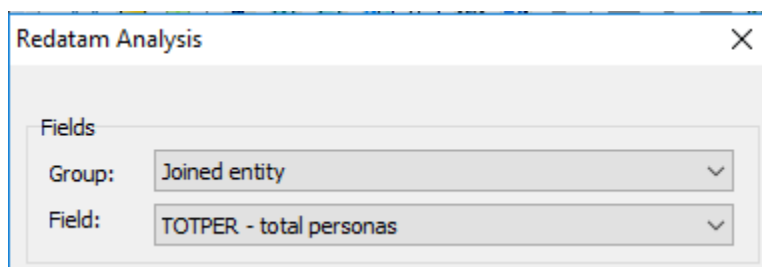 Redatam Analysis
Fields
Group: Joined entity
Field: TOTPER - total personas